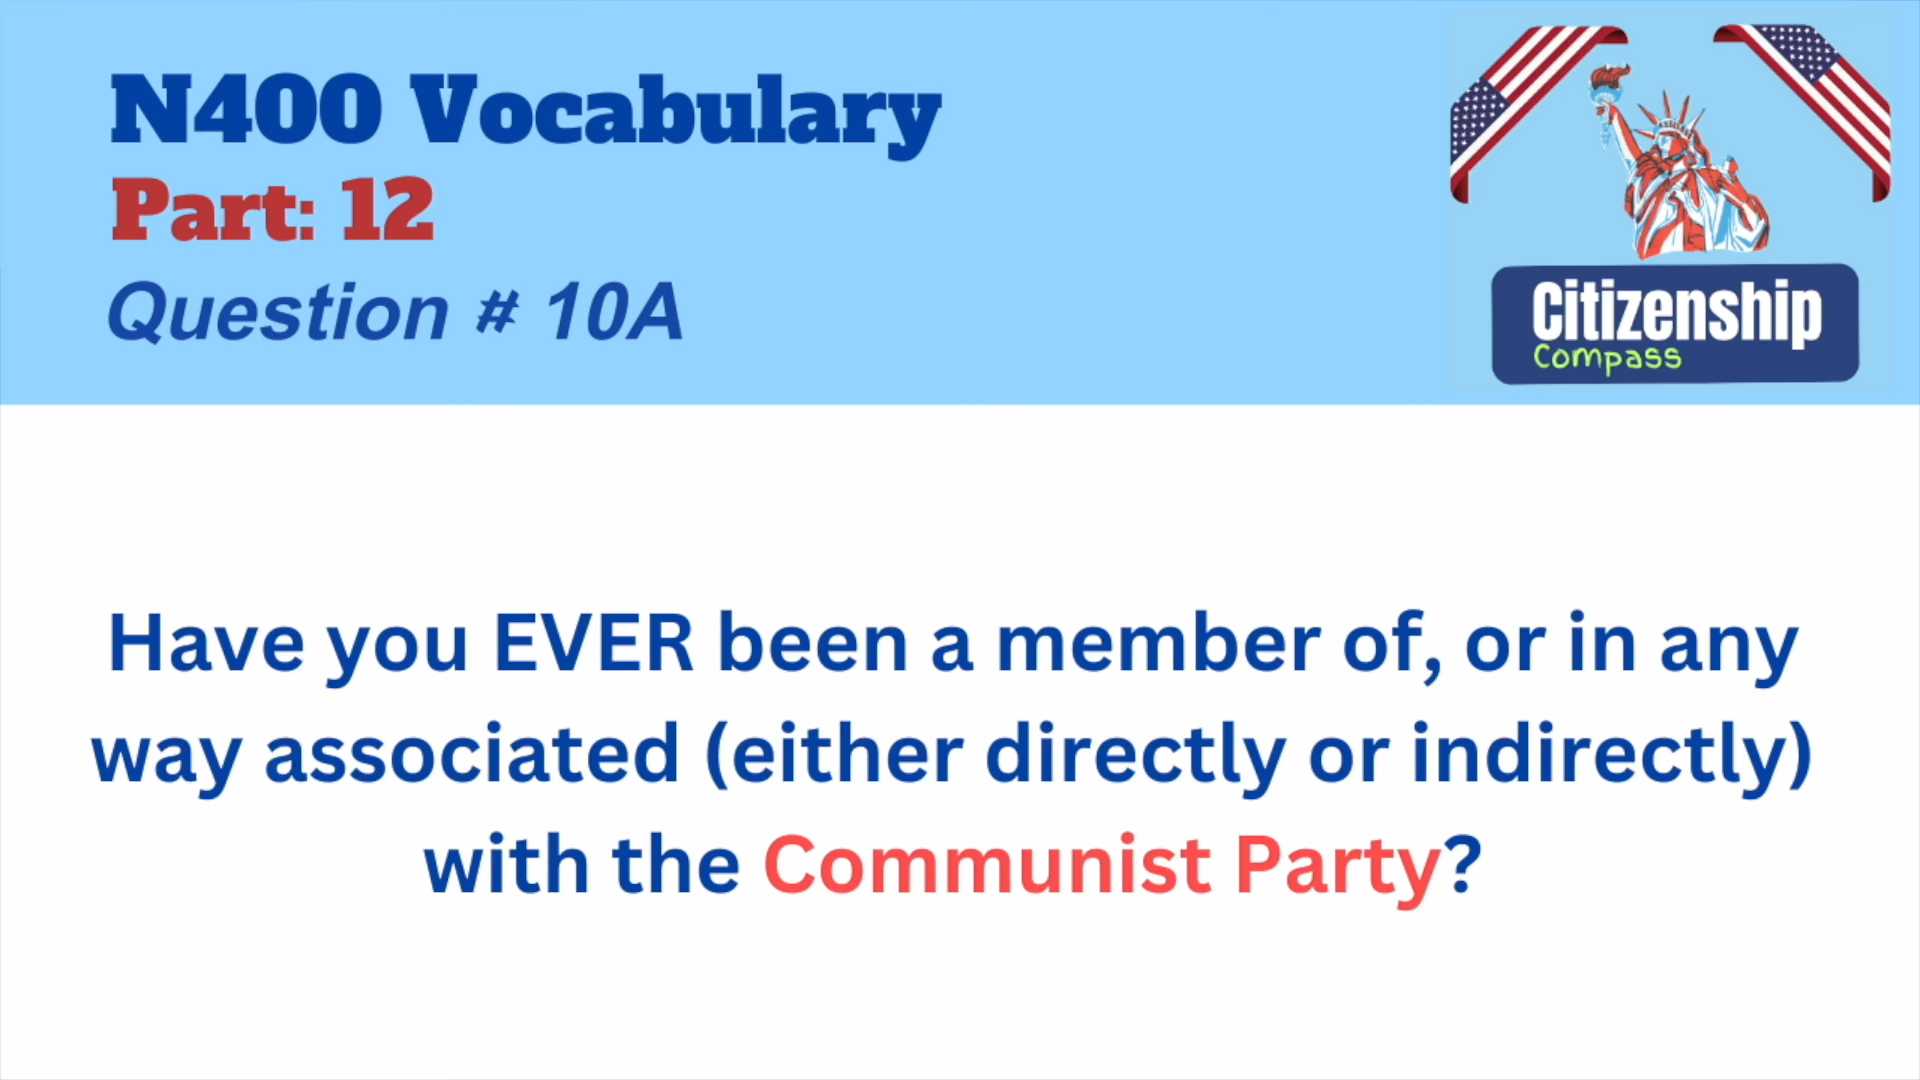 N400 Vocabulary
Part: 12
Question # 10A
Citizenship
Compass
Have you EVER been a member of, or in any
way associated (either directly or indirectly)
with the Communist Party?